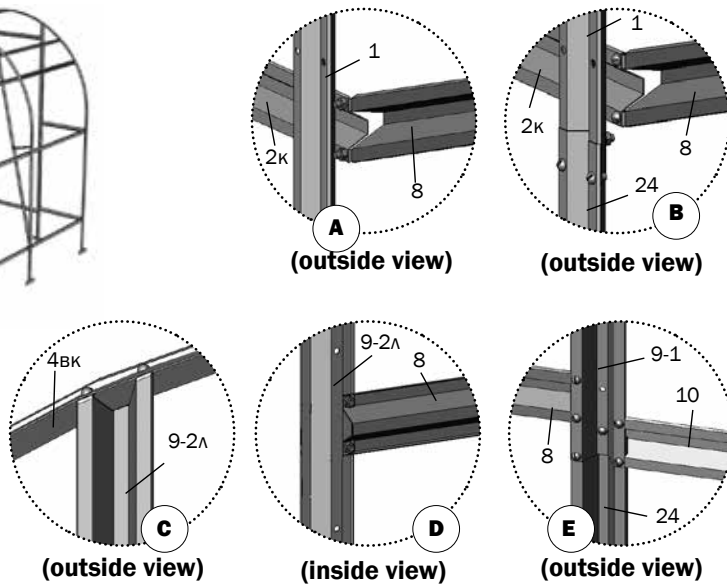 1
2к
8
A
(outside view)
1
2к
8
24
B
(outside view)
4вк
9-2л
C
(outside view)
9-2л
8
D
(inside view)
9-1
10
8
24
E
(outside view)